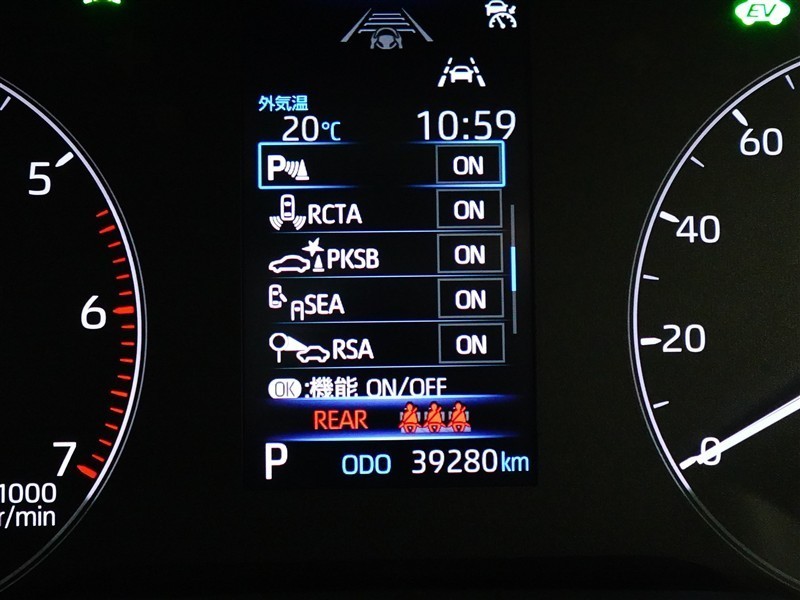 EV
外気温
20℃ 10:59
P ON
RCTA ON
PKSB ON
SEA ON
RSA ON
OK:機能 ON/OFF
REAR
P ODO 39280km
5
6
7
1000
r/min
60
40
20
0